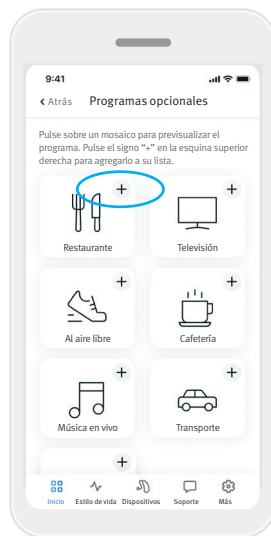 9:41
Atrás Programas opcionales
Pulse sobre un mosaico para previsualizar el
programa. Pulse el signo "+" en la esquina superior
derecha para agregarlo a su lista.
+ +
Restaurante Televisión
+ +
Al aire libre Cafetería
+ +
Música en vivo Transporte
+
Inicio Estilo de vida Dispositivos Soporte Más